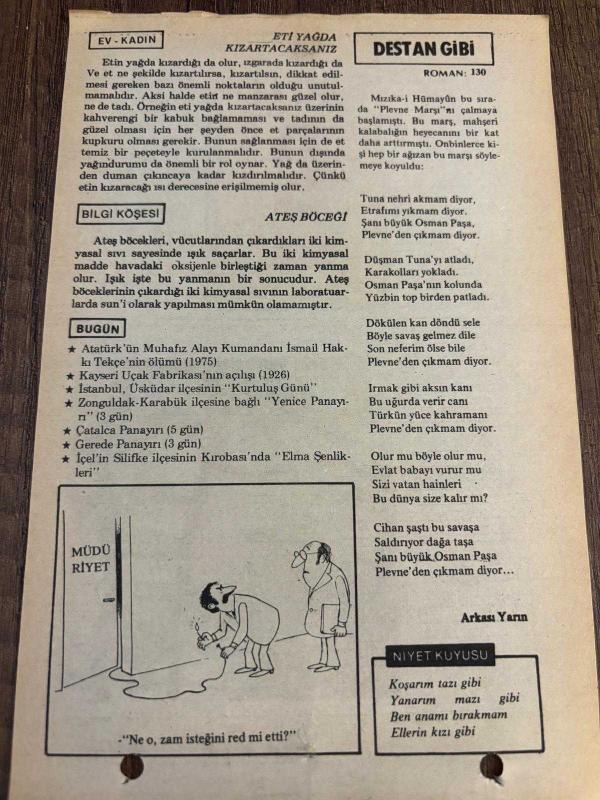 EV - KADIN
ETİ YAĞDA
KIZARTACAKSANIZ
Etin yağda kızardığı da olur, ızgarada kızardığı da
Ve et ne şekilde kızartılırsa, kızartılsın, dikkat edil-
mesi gereken bazı önemli noktaların olduğu unutul-
mamalıdır. Aksi halde etin ne manzarası güzel olur,
ne de tadı. Örneğin eti yağda kızartacaksanız üzerinin
kahverengi bir kabuk bağlamaması ve tadının da
güzel olması için her şeyden önce et parçalarının
kupkuru olması gerekir. Bunun sağlanması için de et
temiz bir peçeteyle kurulanmalıdır. Bunun dışında
yağındurumu da önemli bir rol oynar. Yağ da üzerin-
den duman çıkıncaya kadar kızdırılmalıdır. Çünkü
etin kızaracağı ısı derecesine erişilmemiş olur.
BİLGİ KÖŞESİ
ATEŞ BÖCEĞİ
Ateş böcekleri, vücutlarından çıkardıkları iki kim-
yasal sıvı sayesinde ışık saçarlar. Bu iki kimyasal
madde havadaki oksijenle birleştiği zaman yanma
olur. Işık işte bu yanmanın bir sonucudur. Ateş
böceklerinin çıkardığı iki kimyasal sıvının laboratuar-
larda sun'i olarak yapılması mümkün olamamıştır.
BUGÜN
★ Atatürk'ün Muhafız Alayı Kumandanı İsmail Hak-
kı Tekçe'nin ölümü (1975)
★ Kayseri Uçak Fabrikası'nın açılışı (1926)
★ İstanbul, Üsküdar ilçesinin "Kurtuluş Günü"
★ Zonguldak-Karabük ilçesine bağlı "Yenice Panayı-
rı" (3 gün)
★ Çatalca Panayırı (5 gün)
★ Gerede Panayırı (3 gün)
★ İçel'in Silifke ilçesinin Kırobası'nda "Elma Şenlik-
leri"
MÜDÜ
RİYET
-"Ne o, zam isteğini red mi etti?"
DESTAN GİBİ
ROMAN: 130
Mızıka-i Hümayûn bu sıra-
da "Plevne Marşı"nı çalmaya
başlamıştı. Bu marş, mahşeri
kalabalığın heyecanını bir kat
daha arttırmıştı. Onbinlerce ki-
şi hep bir ağızan bu marşı söyle-
meye koyuldu:
Tuna nehri akmam diyor,
Etrafımı yıkmam diyor.
Şanı büyük Osman Paşa,
Plevne'den çıkmam diyor.
Düşman Tuna'yı atladı,
Karakolları yokladı.
Osman Paşa'nın kolunda
Yüzbin top birden patladı.
Dökülen kan döndü sele
Böyle savaş gelmez dile
Son neferim ölse bile
Plevne'den çıkmam diyor.
Irmak gibi aksın kanı
Bu uğurda verir canı
Türkün yüce kahramanı
Plevne'den çıkmam diyor.
Olur mu böyle olur mu,
Evlat babayı vurur mu
Sizi vatan hainleri
Bu dünya size kalır mı?
Cihan şaştı bu savaşa
Saldırıyor dağa taşa
Şanı büyük Osman Paşa
Plevne'den çıkmam diyor...
Arkası Yarın
NİYET KUYUSU
Koşarım tazı gibi
Yanarım mazı gibi
Ben anamı bırakmam
Ellerin kızı gibi